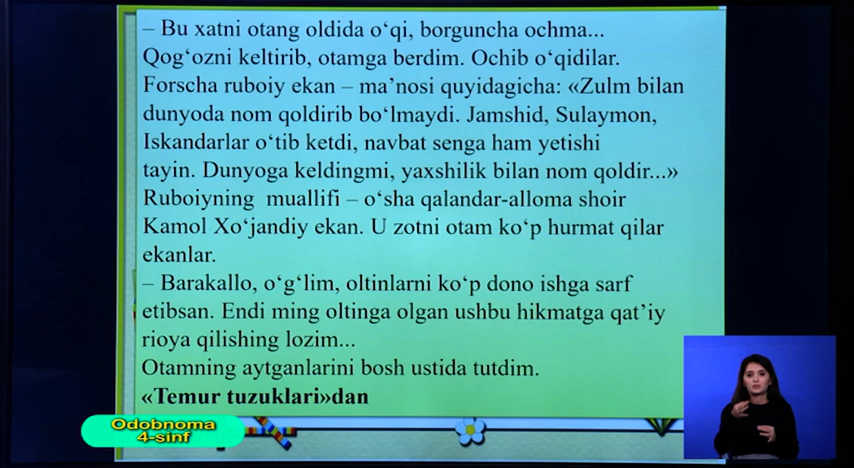 – Bu xatni otang oldida o‘qi, borguncha ochma...
Qog‘ozni keltirib, otamga berdim. Ochib o‘qidilar.
Forscha ruboiy ekan – ma’nosi quyidagicha: «Zulm bilan
dunyoda nom qoldirib bo‘lmaydi. Jamshid, Sulaymon,
Iskandarlar o‘tib ketdi, navbat senga ham yetishi
tayin. Dunyoga keldingmi, yaxshilik bilan nom qoldir...»
Ruboiyning muallifi – o‘sha qalandar-alloma shoir
Kamol Xo‘jandiy ekan. U zotni otam ko‘p hurmat qilar
ekanlar.
– Barakallo, o‘g‘lim, oltinlarni ko‘p dono ishga sarf
etibsan. Endi ming oltinga olgan ushbu hikmatga qat’iy
rioya qilishing lozim...
Otamning aytganlarini bosh ustida tutdim.
«Temur tuzuklari»dan
Odobnoma
4-sinf